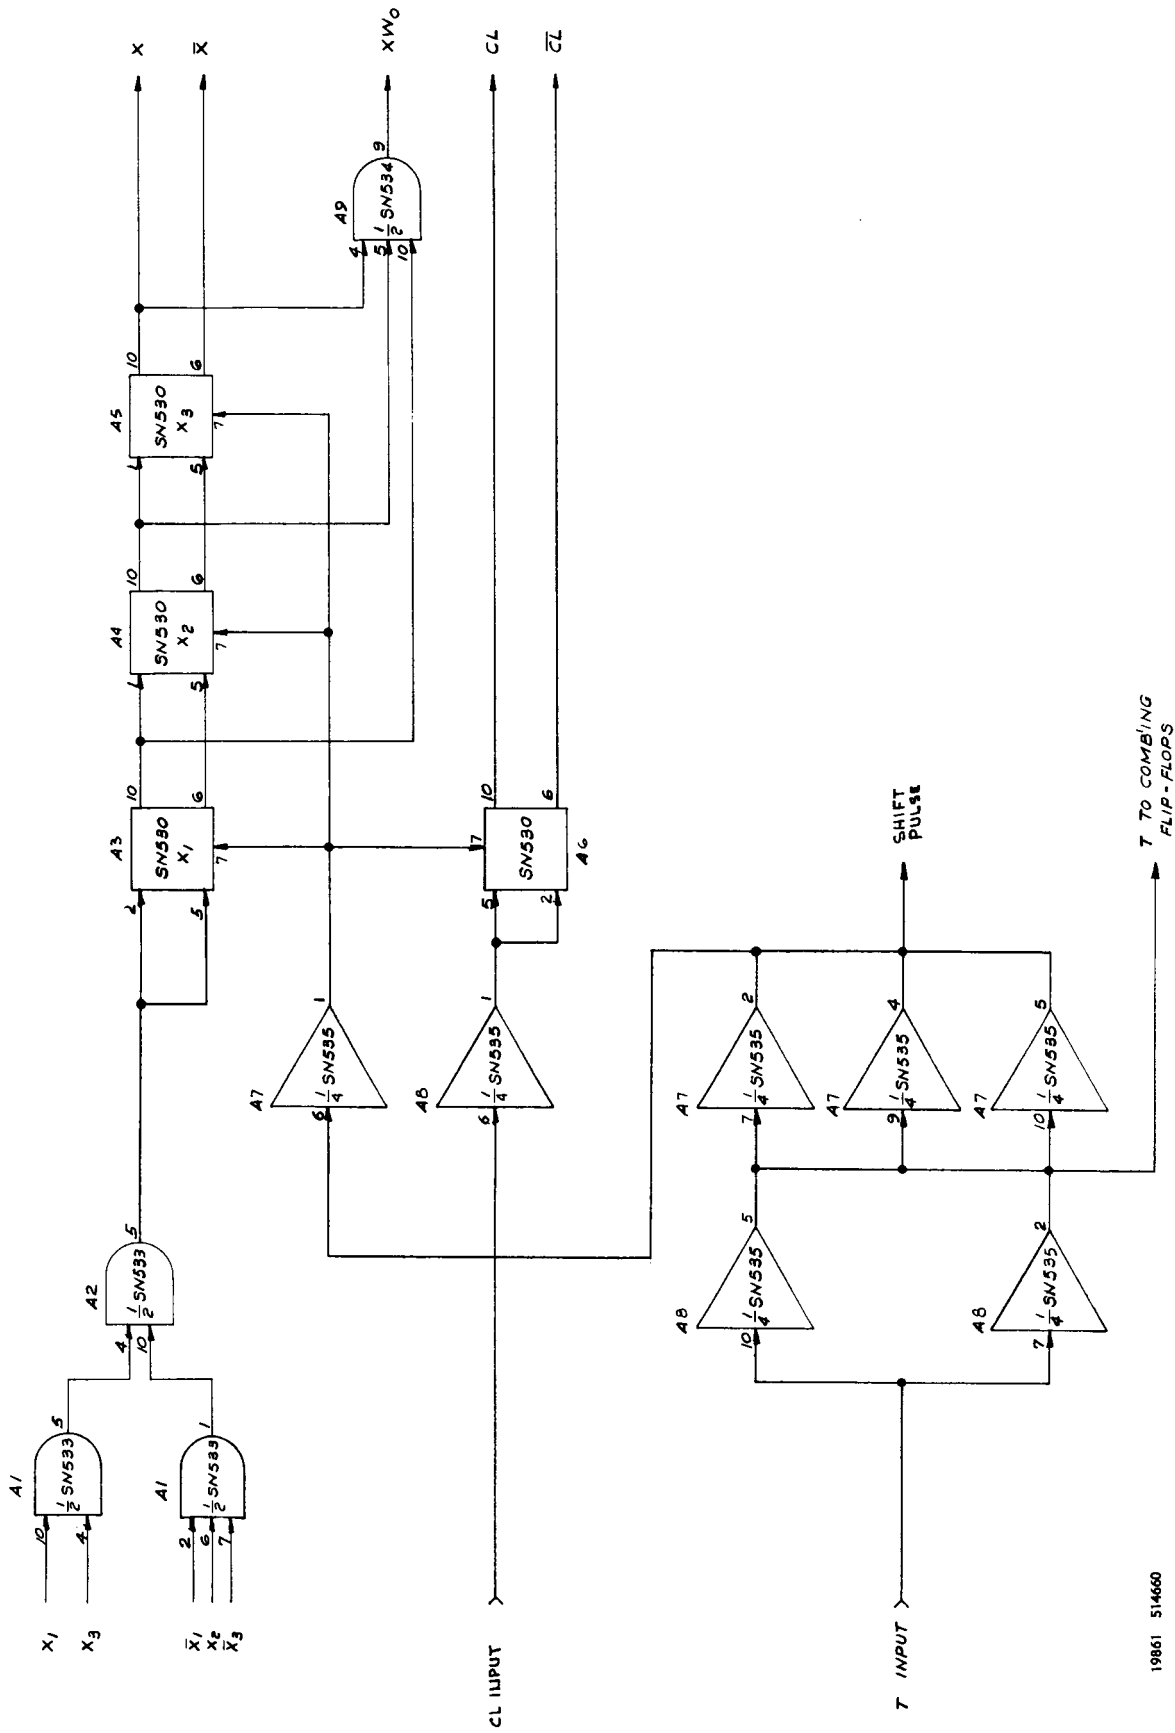 X
X̅
XW₀
CL
C̅L̅
A1
10
4
½ SN533
5
X₁
X₃
A1
2
6
7
½ SN533
1
X̅₁
X₂
X̅₃
A2
4
10
½ SN533
5
A3
2
5
7
SN530
X₁
10
6
A4
1
5
7
SN530
X₂
10
6
A5
1
5
7
SN530
X₃
10
6
A9
4
5
10
½ SN534
9
A7
6
¼ SN535
1
A8
6
¼ SN535
1
5
2
7
SN530
10
6
A6
CL INPUT
A8
10
¼ SN535
5
A8
7
¼ SN535
2
A7
7
¼ SN535
2
A7
9
¼ SN535
4
A7
10
¼ SN535
5
SHIFT
PULSE
T TO COMB'ING
FLIP-FLOPS
T INPUT
19861 514660